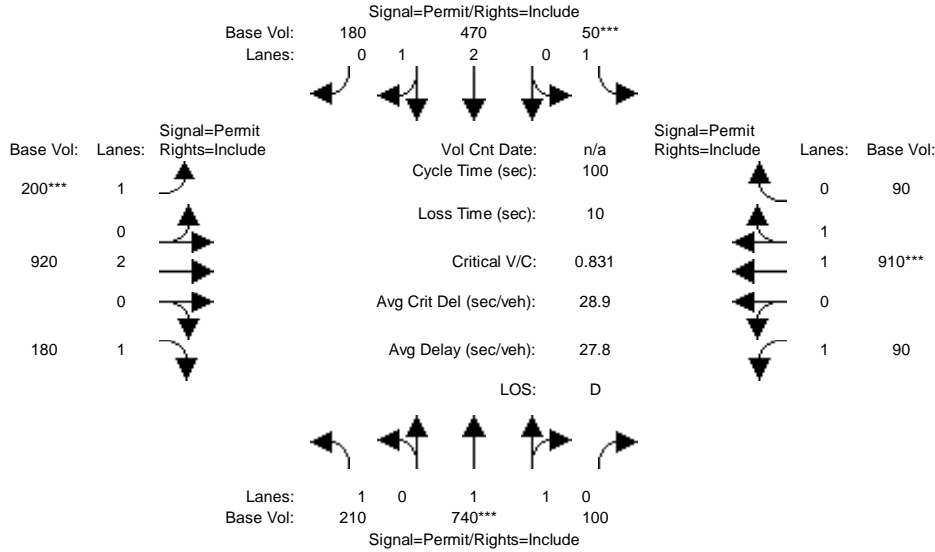 Signal=Permit/Rights=Include
Base Vol: 180 470 50***
Lanes: 0 1 2 0 1
Signal=Permit
Base Vol: Lanes: Rights=Include
200*** 1
0
920 2
0
180 1
Vol Cnt Date: n/a
Cycle Time (sec): 100
Loss Time (sec): 10
Critical V/C: 0.831
Avg Crit Del (sec/veh): 28.9
Avg Delay (sec/veh): 27.8
LOS: D
Signal=Permit
Rights=Include Lanes: Base Vol:
0 90
1
1 910***
0
1 90
Lanes: 1 0 1 1 0
Base Vol: 210 740*** 100
Signal=Permit/Rights=Include